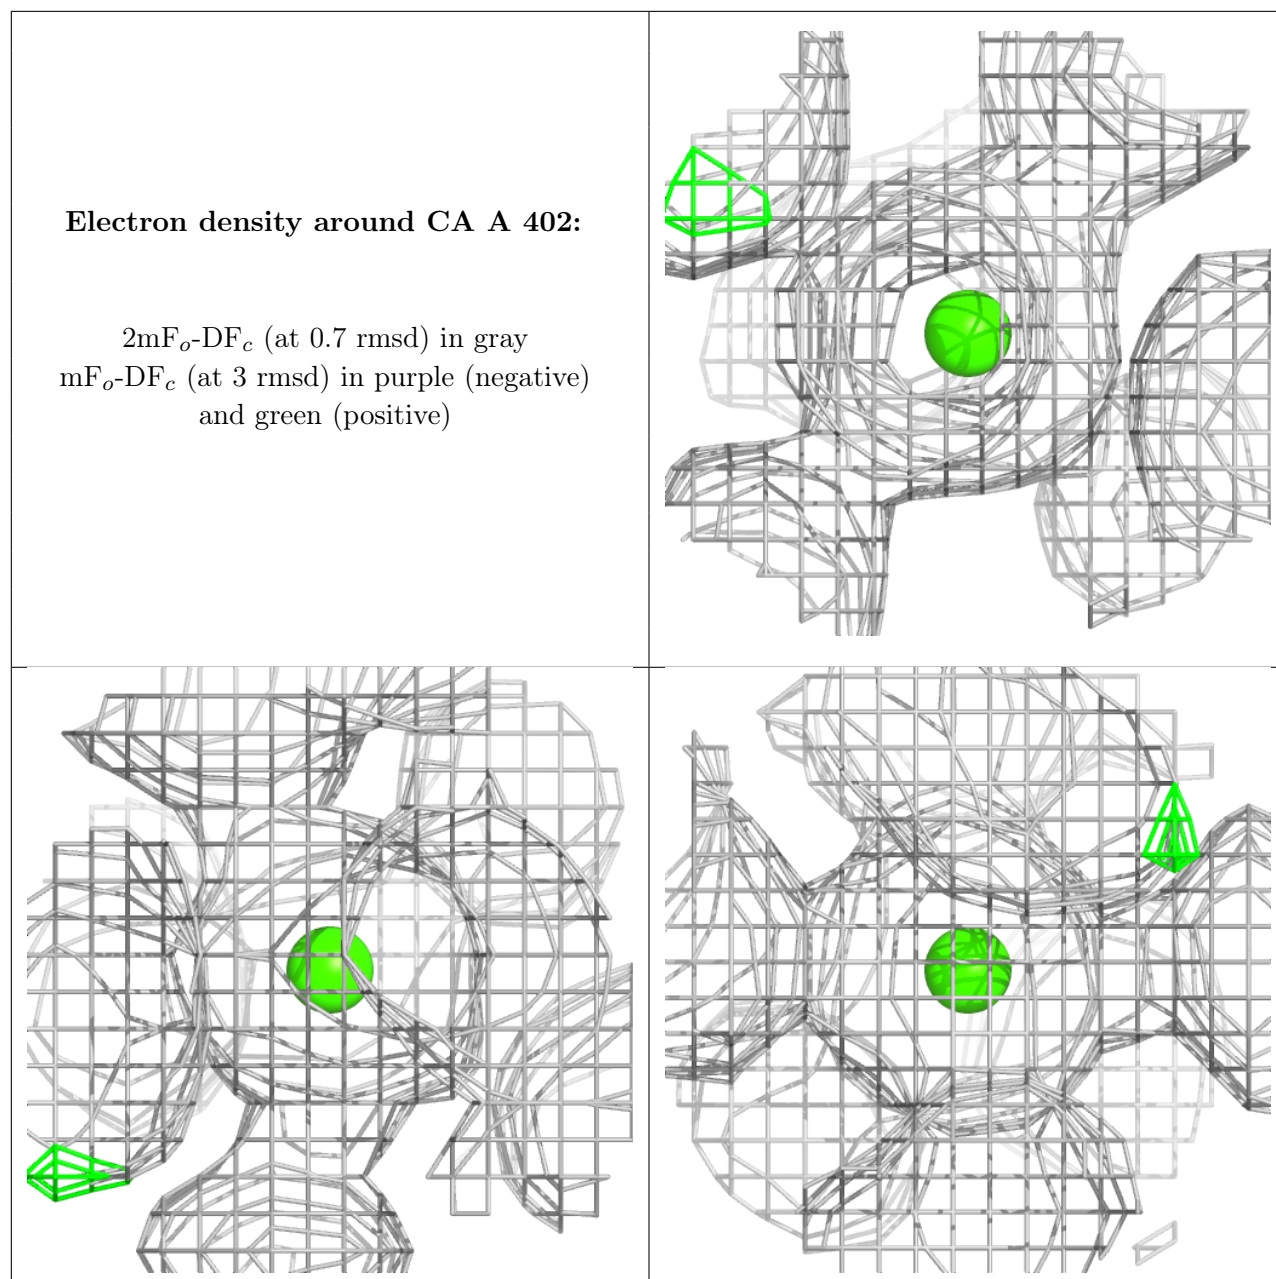 Electron density around CA A 402:
2mFo-DFc (at 0.7 rmsd) in gray
mFo-DFc (at 3 rmsd) in purple (negative)
and green (positive)